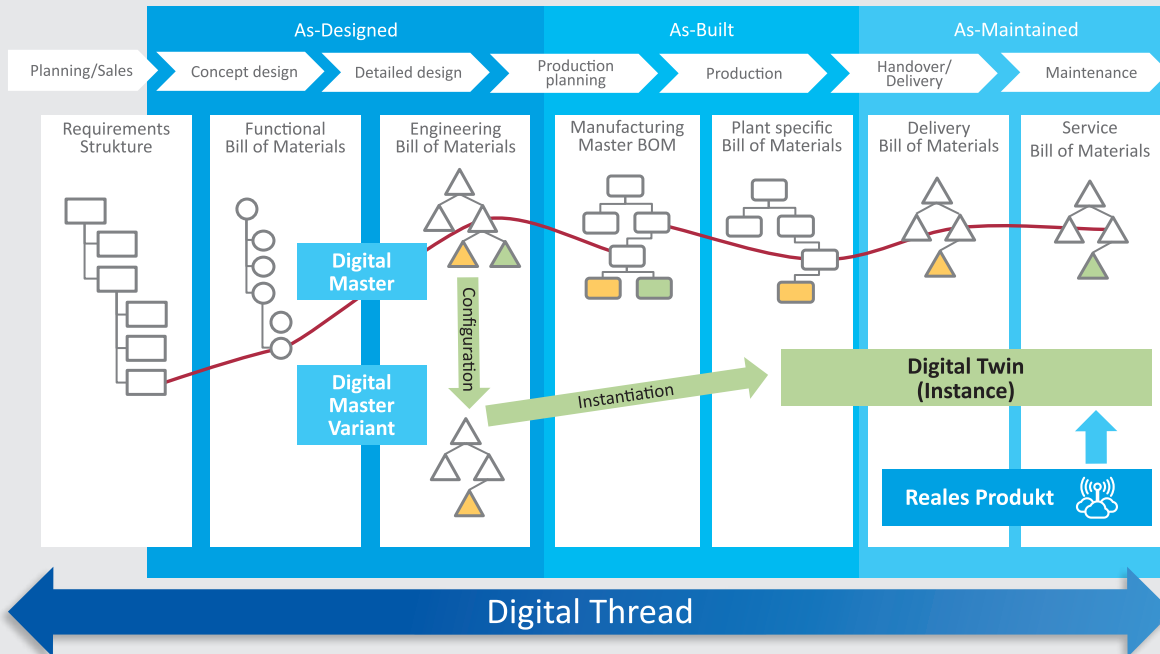 As-Designed
As-Built
As-Maintained
Planning/Sales
Concept design
Detailed design
Production
planning
Production
Handover/
Delivery
Maintenance
Requirements
Strukture
Functional
Bill of Materials
Engineering
Bill of Materials
Manufacturing
Master BOM
Plant specific
Bill of Materials
Delivery
Bill of Materials
Service
Bill of Materials
Digital
Master
Configuration
Digital
Master
Variant
Instantiation
Digital Twin
(Instance)
Reales Produkt
Digital Thread